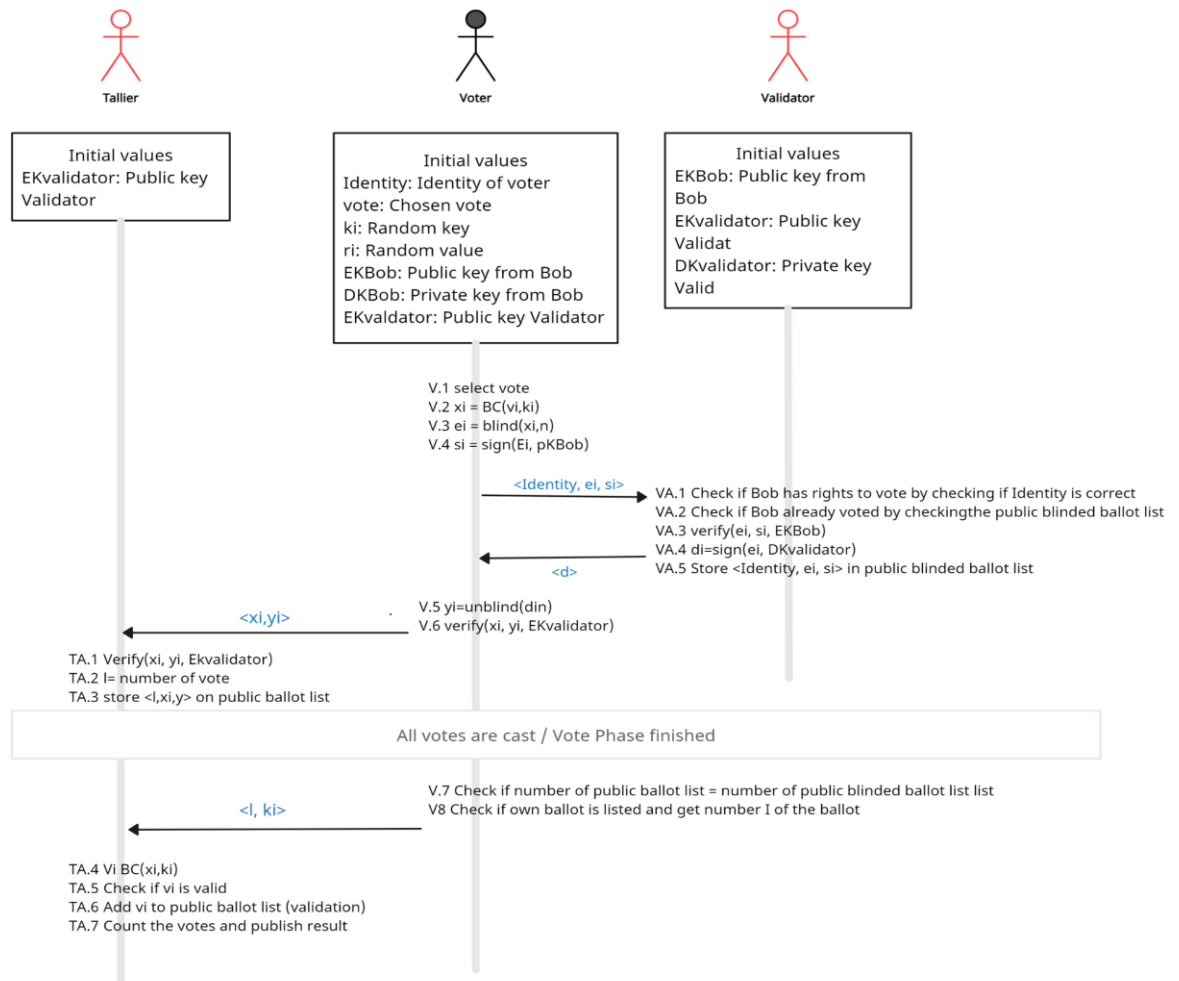 Tallier
Voter
Validator
Initial values
EKvalidator: Public key
Validator
Initial values
Identity: Identity of voter
vote: Chosen vote
ki: Random key
ri: Random value
EKBob: Public key from Bob
DKBob: Private key from Bob
EKvaldator: Public key Validator
Initial values
EKBob: Public key from
Bob
EKvalidator: Public key
Validat
DKvalidator: Private key
Valid
V.1 select vote
V.2 xi = BC(vi,ki)
V.3 ei = blind(xi,n)
V.4 si = sign(Ei, pKBob)
<Identity, ei, si>
VA.1 Check if Bob has rights to vote by checking if Identity is correct
VA.2 Check if Bob already voted by checkingthe public blinded ballot list
VA.3 verify(ei, si, EKBob)
VA.4 di=sign(ei, DKvalidator)
VA.5 Store <Identity, ei, si> in public blinded ballot list
<d>
V.5 yi=unblind(din)
V.6 verify(xi, yi, EKvalidator)
<xi,yi>
TA.1 Verify(xi, yi, Ekvalidator)
TA.2 l= number of vote
TA.3 store <l,xi,y> on public ballot list
All votes are cast / Vote Phase finished
V.7 Check if number of public ballot list = number of public blinded ballot list list
V8 Check if own ballot is listed and get number I of the ballot
<l, ki>
TA.4 Vi BC(xi,ki)
TA.5 Check if vi is valid
TA.6 Add vi to public ballot list (validation)
TA.7 Count the votes and publish result